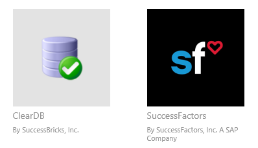 sf
ClearDB
By SuccessBricks, Inc.
SuccessFactors
By SuccessFactors, Inc. A SAP
Company